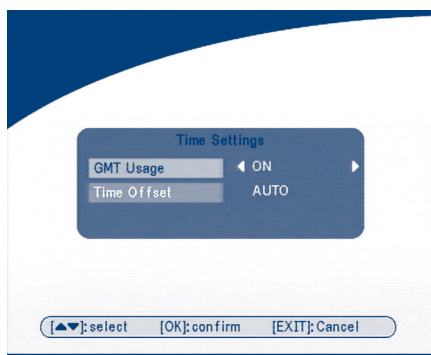 Time Settings
GMT Usage ON
Time Offset AUTO
[▲▼]:select [OK]:confirm [EXIT]:Cancel